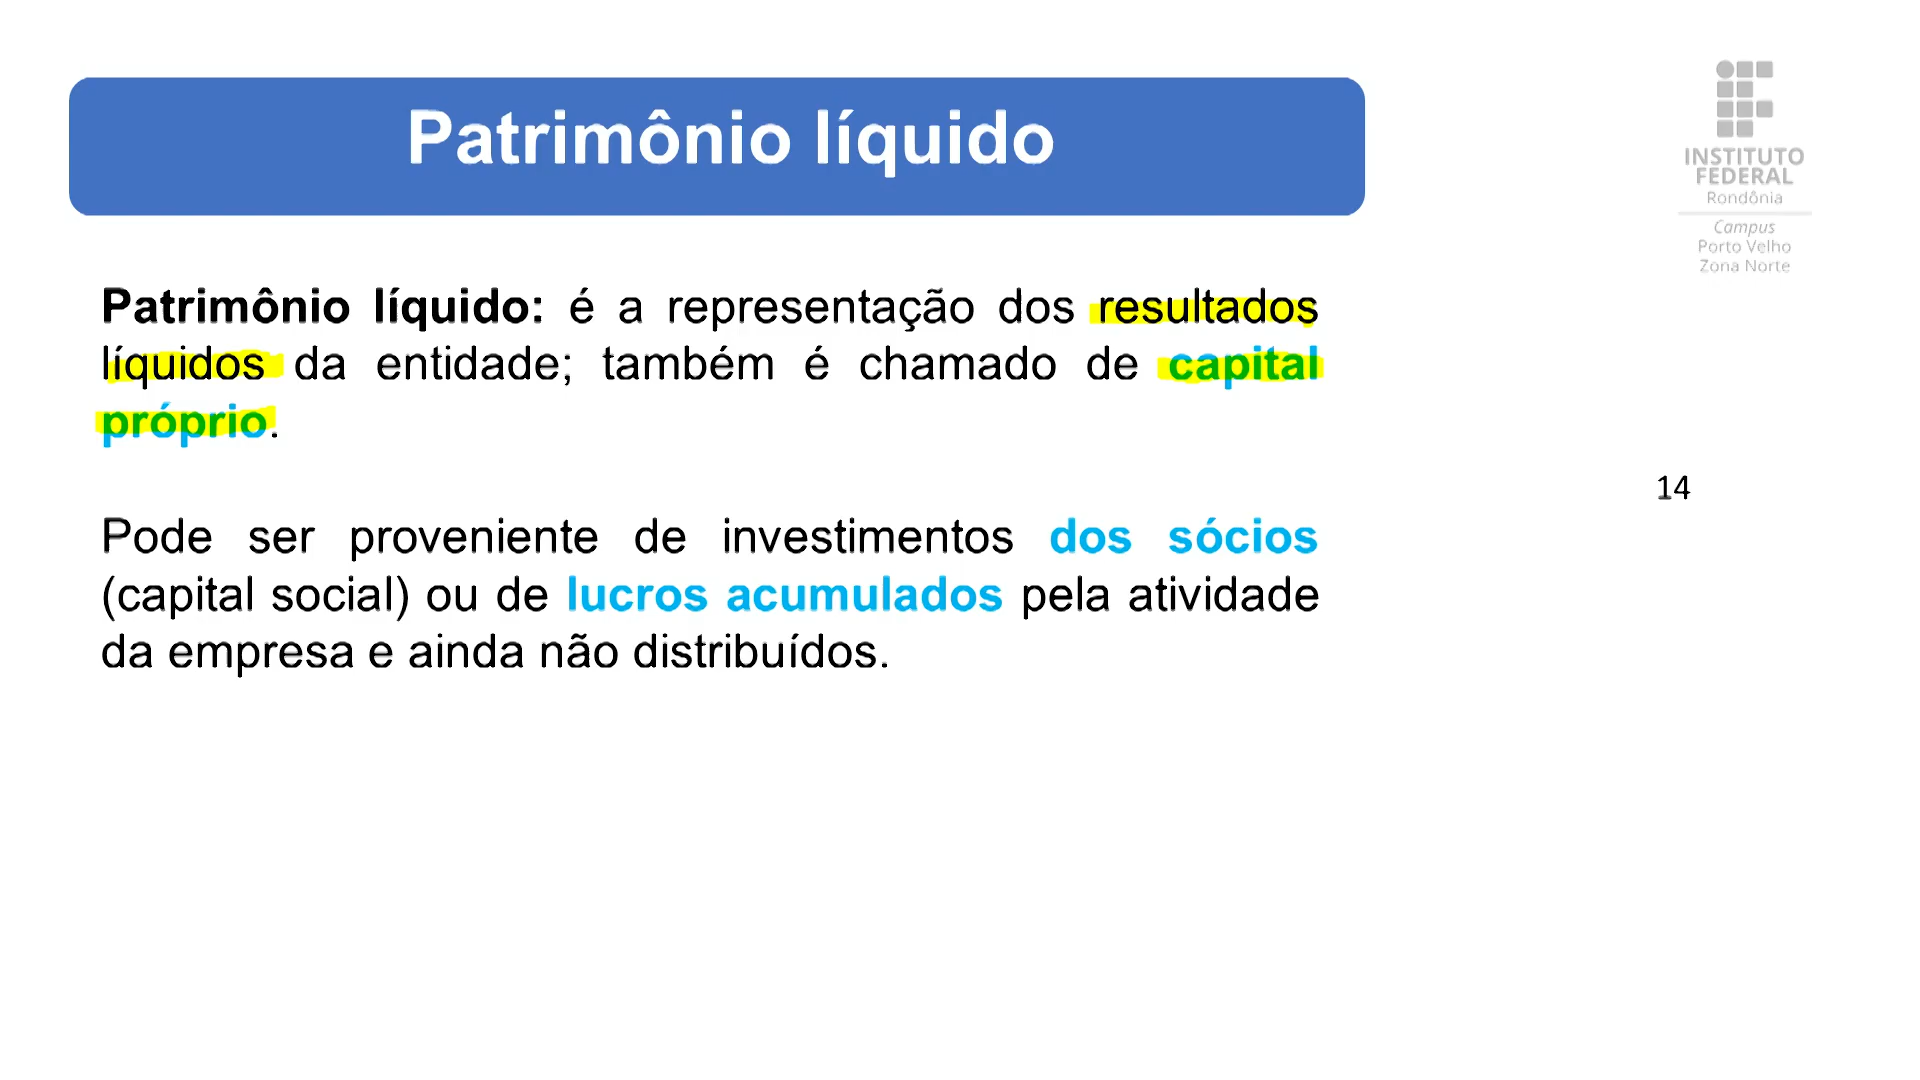 Patrimônio líquido
INSTITUTO
FEDERAL
Rondônia
Campus
Porto Velho
Zona Norte
Patrimônio líquido: é a representação dos resultados
líquidos da entidade; também é chamado de capital
próprio.
14
Pode ser proveniente de investimentos dos sócios
(capital social) ou de lucros acumulados pela atividade
da empresa e ainda não distribuídos.